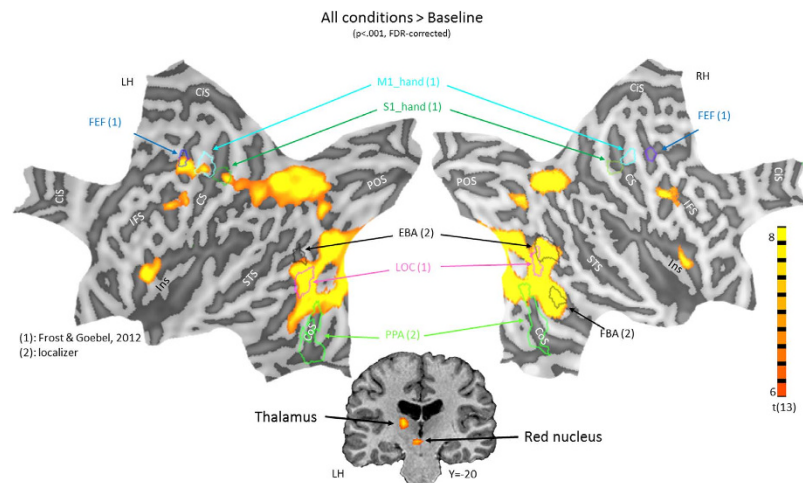 All conditions > Baseline
(p<.001, FDR-corrected)
LH
RH
CiS
M1_hand (1)
CiS
S1_hand (1)
FEF (1)
FEF (1)
CiS
IFS
CS
POS
POS
CS
IFS
CiS
EBA (2)
8
Ins
STS
LOC (1)
STS
Ins
(1): Frost & Goebel, 2012
(2): localizer
CoS
PPA (2)
CoS
FBA (2)
6
t(13)
Thalamus
Red nucleus
LH
Y=-20